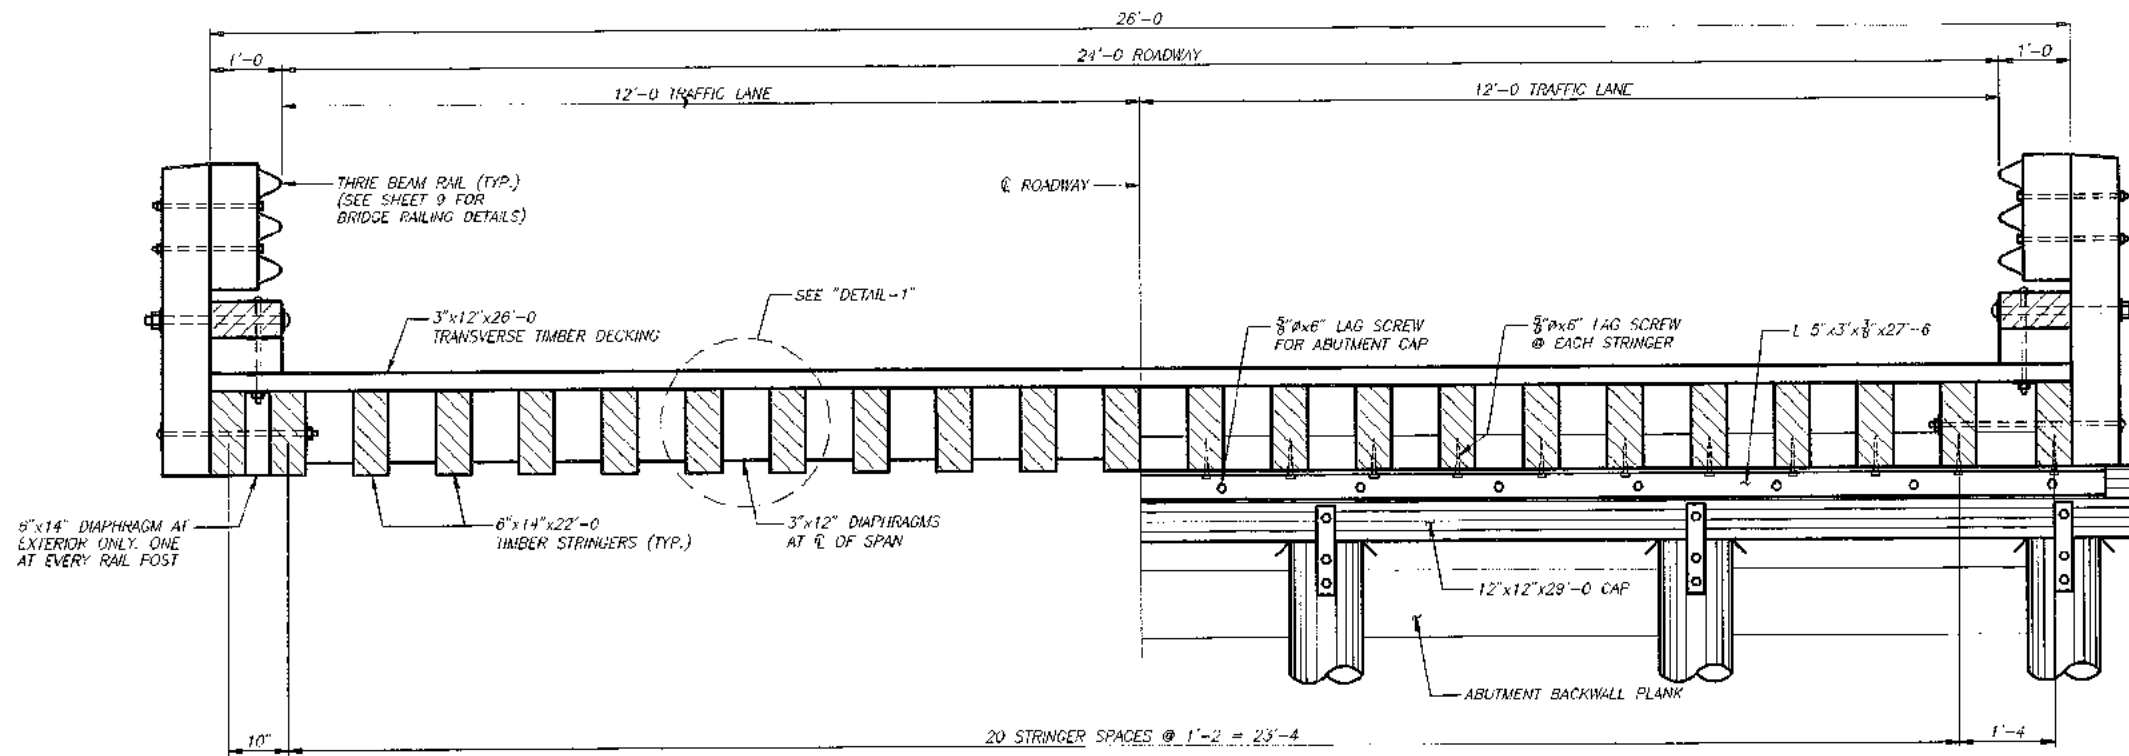 26'-0
1'-0
24'-0 ROADWAY
1'-0
12'-0 TRAFFIC LANE
12'-0 TRAFFIC LANE
THRIE BEAM RAIL (TYP.)
(SEE SHEET 9 FOR
BRIDGE RAILING DETAILS)
℄ ROADWAY
SEE "DETAIL-1"
3"x12"x26'-0
TRANSVERSE TIMBER DECKING
5/8"øx6" LAG SCREW
FOR ABUTMENT CAP
5/8"øx6" LAG SCREW
@ EACH STRINGER
L 5"x3"x3/8"x27'-6
6"x14" DIAPHRAGM AT
EXTERIOR ONLY. ONE
AT EVERY RAIL POST
6"x14"x22'-0
TIMBER STRINGERS (TYP.)
3"x12" DIAPHRAGMS
AT ℄ OF SPAN
12"x12"x29'-0 CAP
ABUTMENT BACKWALL PLANK
10"
20 STRINGER SPACES @ 1'-2 = 23'-4
1'-4